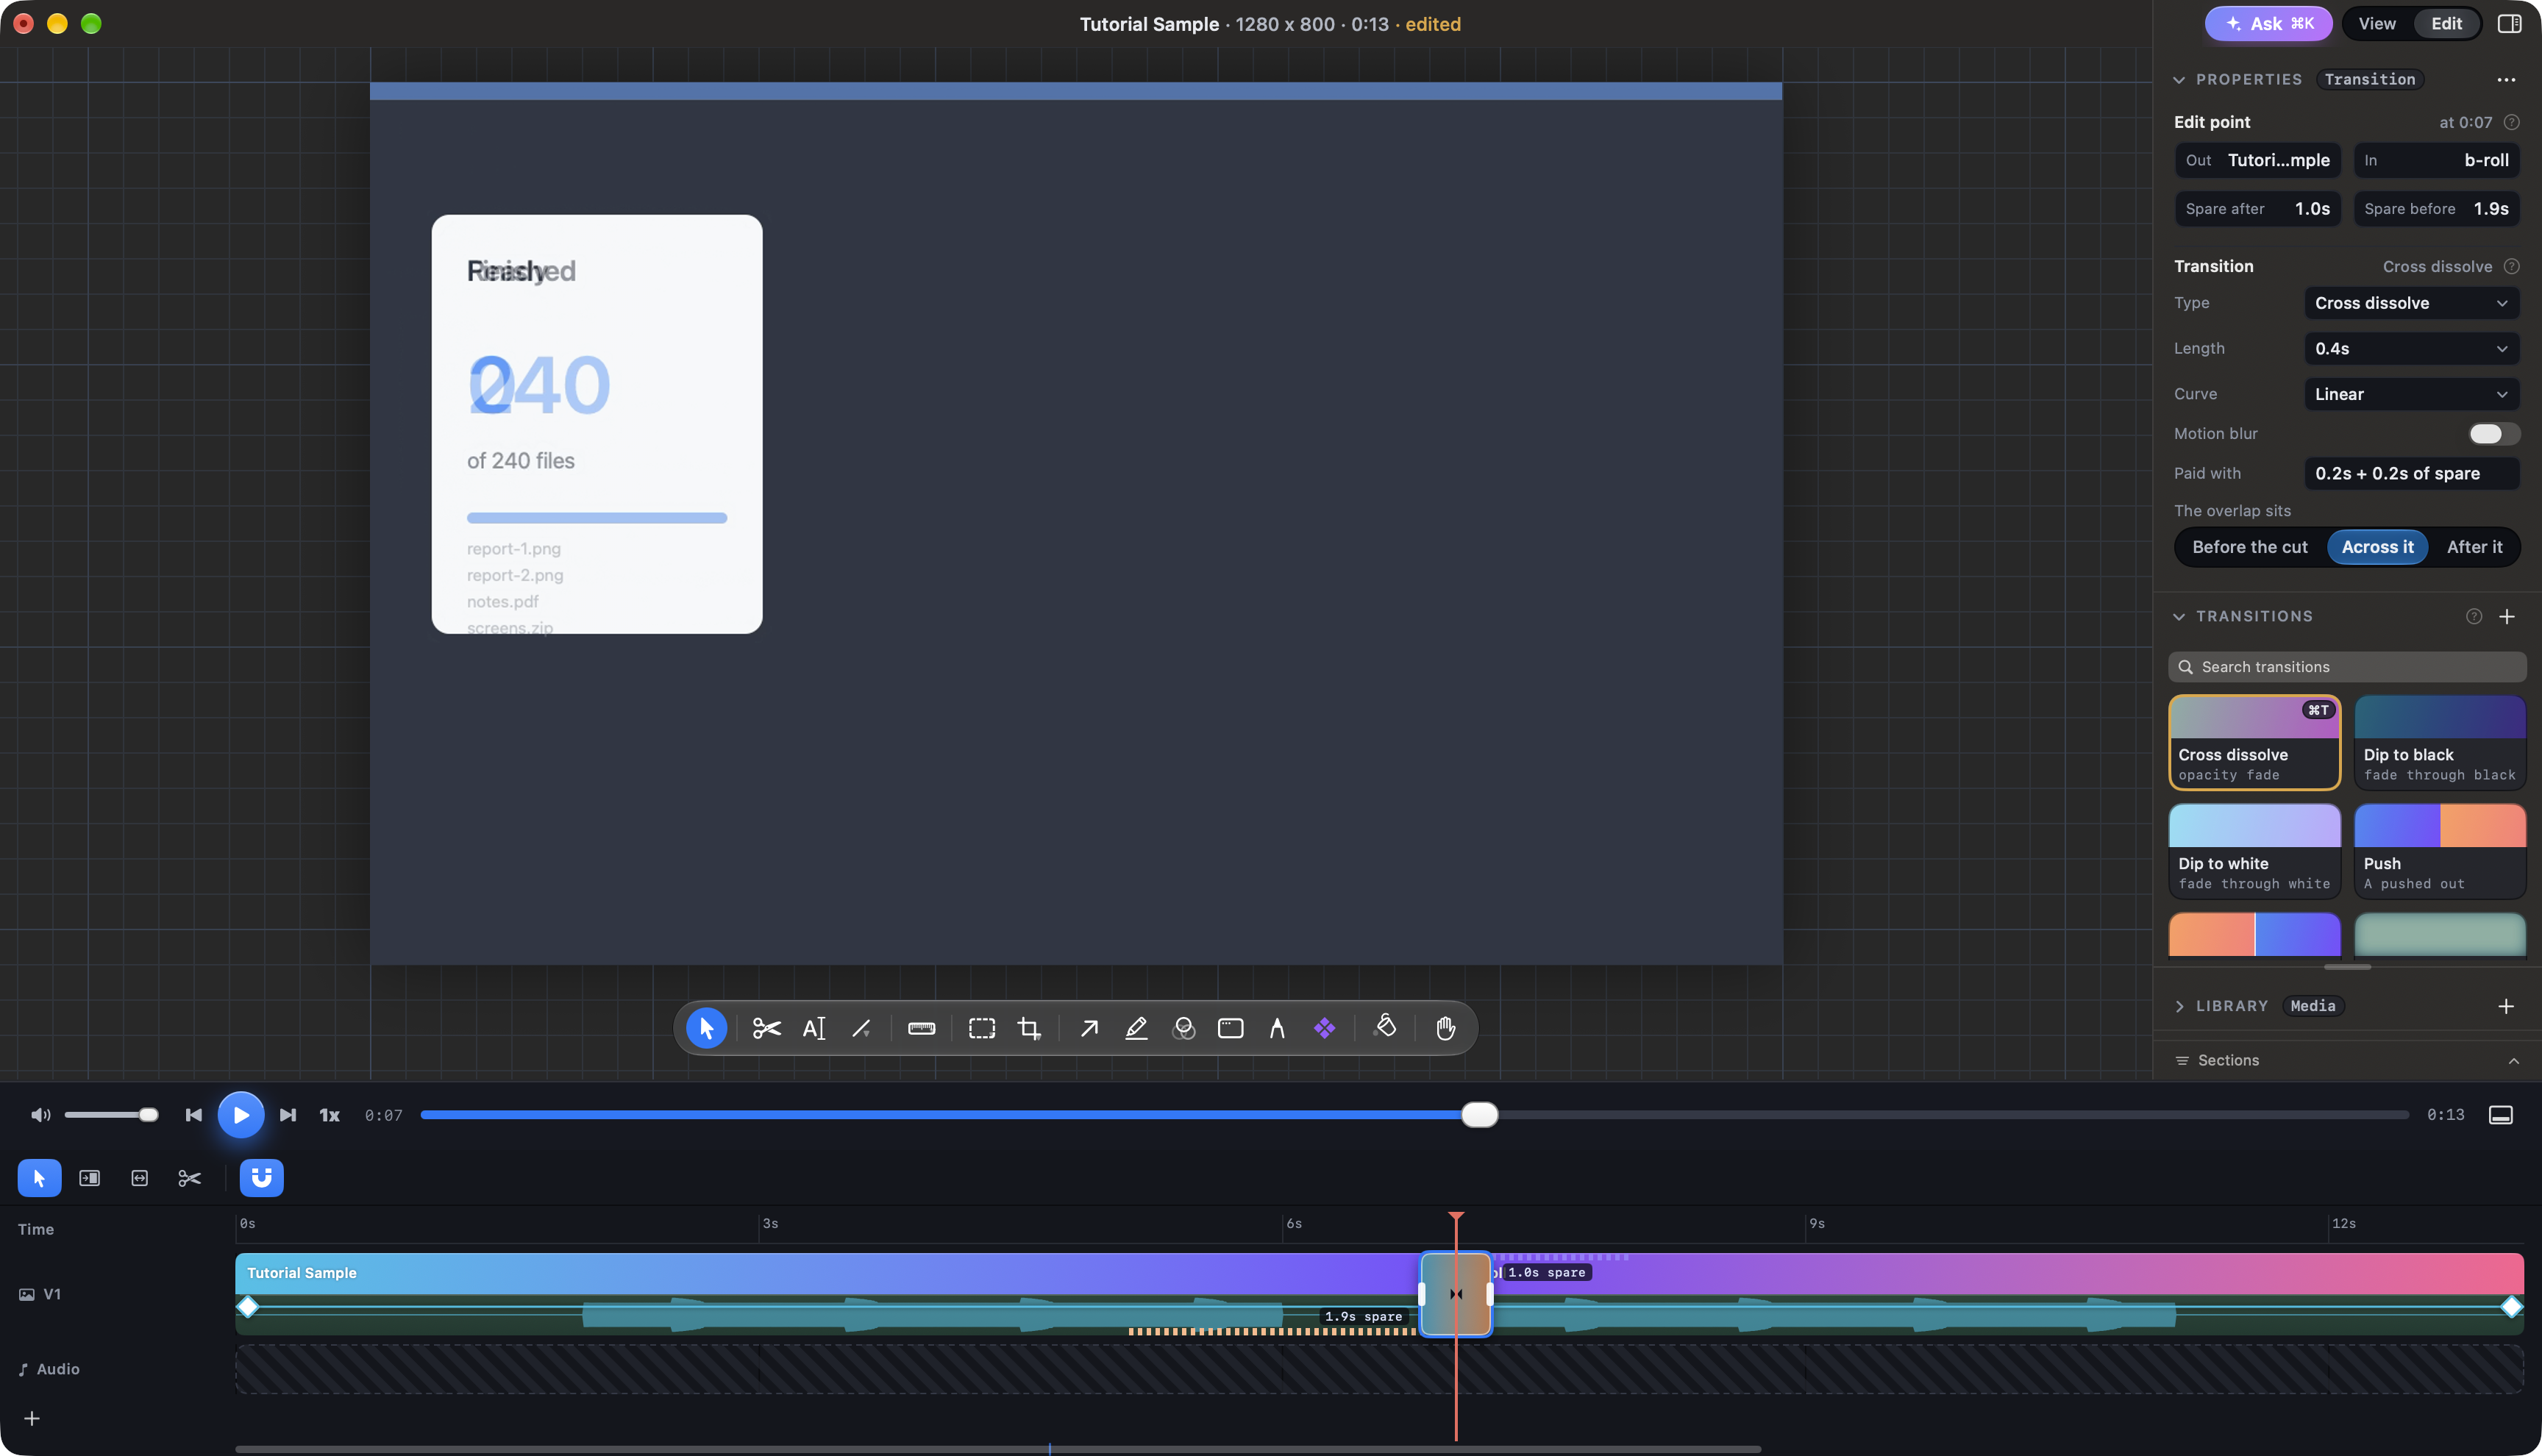 Tutorial Sample · 1280 x 800 · 0:13 · edited
Ask ⌘K
View
Edit
PROPERTIES Transition
Edit point at 0:07
Out Tutori...mple
In b-roll
Spare after 1.0s
Spare before 1.9s
Transition Cross dissolve
Type Cross dissolve
Length 0.4s
Curve Linear
Motion blur
Paid with 0.2s + 0.2s of spare
The overlap sits
Before the cut Across it After it
TRANSITIONS
Search transitions
⌘T
Cross dissolve
opacity fade
Dip to black
fade through black
Dip to white
fade through white
Push
A pushed out
LIBRARY Media
Sections
240
of 240 files
report-1.png
report-2.png
notes.pdf
screens.zip
1x
0:07
0:13
Time
0s
3s
6s
9s
12s
V1
Tutorial Sample
1.0s spare
1.9s spare
Audio